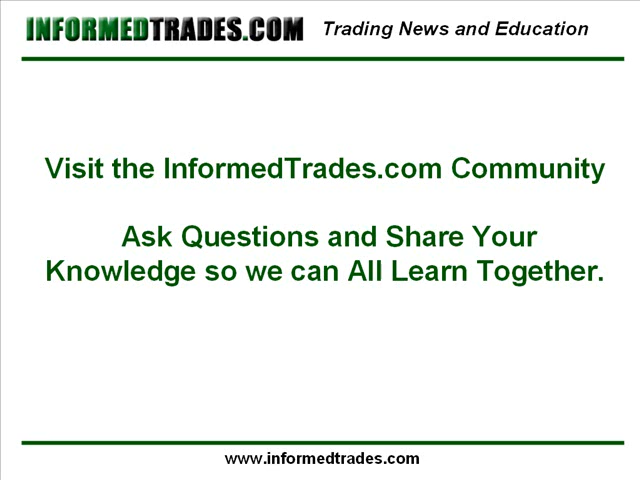 INFORMEDTRADES.COM Trading News and Education
Visit the InformedTrades.com Community
Ask Questions and Share Your
Knowledge so we can All Learn Together.
www.informedtrades.com